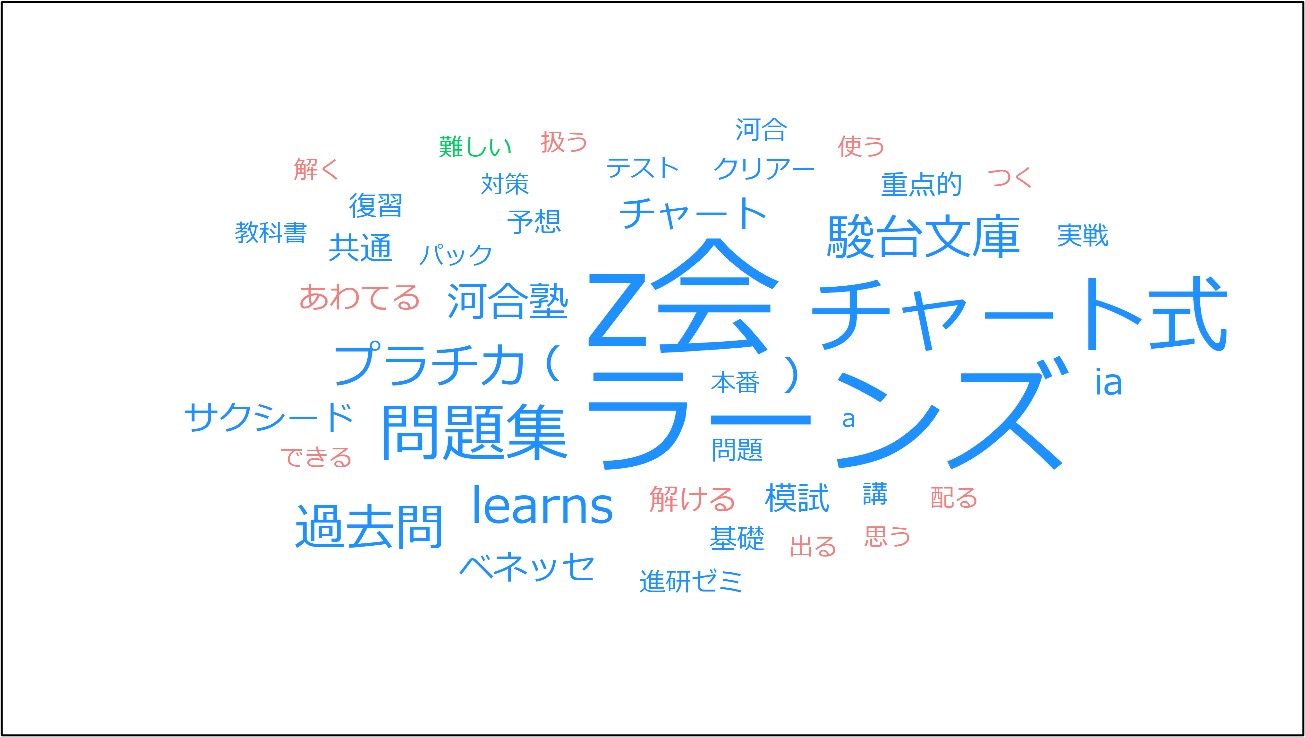 河合
難しい
扱う
使う
解く
テスト
クリアー
対策
重点的
つく
復習
予想
チャート
教科書
共通
パック
駿台文庫
実戦
あわてる
河合塾
Z会
チャート式
プラチカ（
本番
）
ia
サクシード
問題集
ラーンズ
a
できる
問題
learns
解ける
模試
講
配る
過去問
基礎
出る
思う
ベネッセ
進研ゼミ